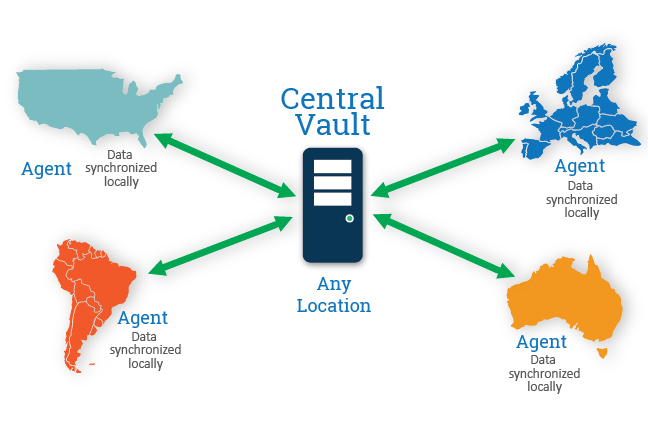 Central
Vault
Agent
Data
synchronized
locally
Agent
Data
synchronized
locally
Any
Location
Agent
Data
synchronized
locally
Agent
Data
synchronized
locally